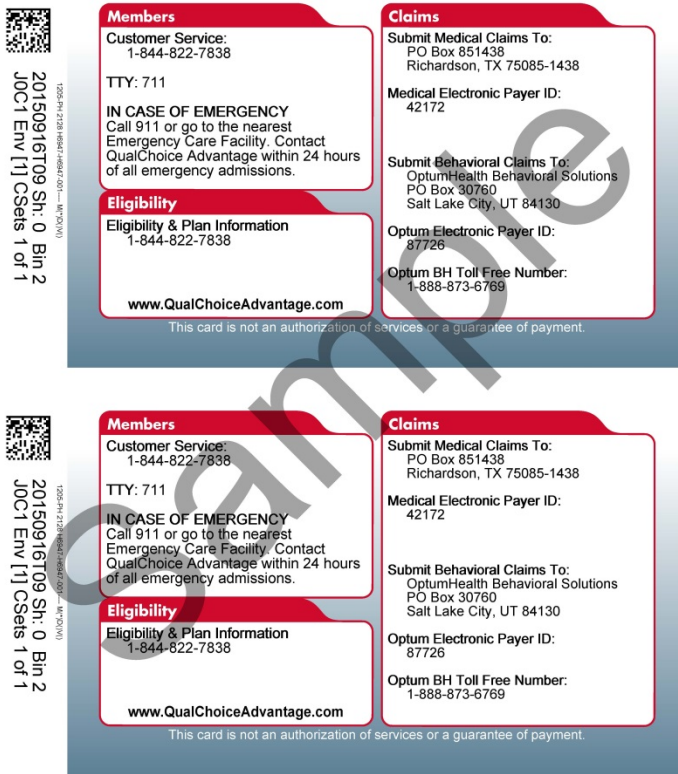 Members
Customer Service:
1-844-822-7838
TTY: 711
IN CASE OF EMERGENCY
Call 911 or go to the nearest
Emergency Care Facility. Contact
QualChoice Advantage within 24 hours
of all emergency admissions.
Eligibility
Eligibility & Plan Information
1-844-822-7838
www.QualChoiceAdvantage.com
Claims
Submit Medical Claims To:
PO Box 851438
Richardson, TX 75085-1438
Medical Electronic Payer ID:
42172
Submit Behavioral Claims To:
OptumHealth Behavioral Solutions
PO Box 30760
Salt Lake City, UT 84130
Optum Electronic Payer ID:
87726
Optum BH Toll Free Number:
1-888-873-6769
This card is not an authorization of services or a guarantee of payment.
20150916T09 Sh: 0 Bin 2
J0C1 Env [1] CSets 1 of 1
Sample
Members
Customer Service:
1-844-822-7838
TTY: 711
IN CASE OF EMERGENCY
Call 911 or go to the nearest
Emergency Care Facility. Contact
QualChoice Advantage within 24 hours
of all emergency admissions.
Eligibility
Eligibility & Plan Information
1-844-822-7838
www.QualChoiceAdvantage.com
Claims
Submit Medical Claims To:
PO Box 851438
Richardson, TX 75085-1438
Medical Electronic Payer ID:
42172
Submit Behavioral Claims To:
OptumHealth Behavioral Solutions
PO Box 30760
Salt Lake City, UT 84130
Optum Electronic Payer ID:
87726
Optum BH Toll Free Number:
1-888-873-6769
This card is not an authorization of services or a guarantee of payment.
20150916T09 Sh: 0 Bin 2
J0C1 Env [1] CSets 1 of 1